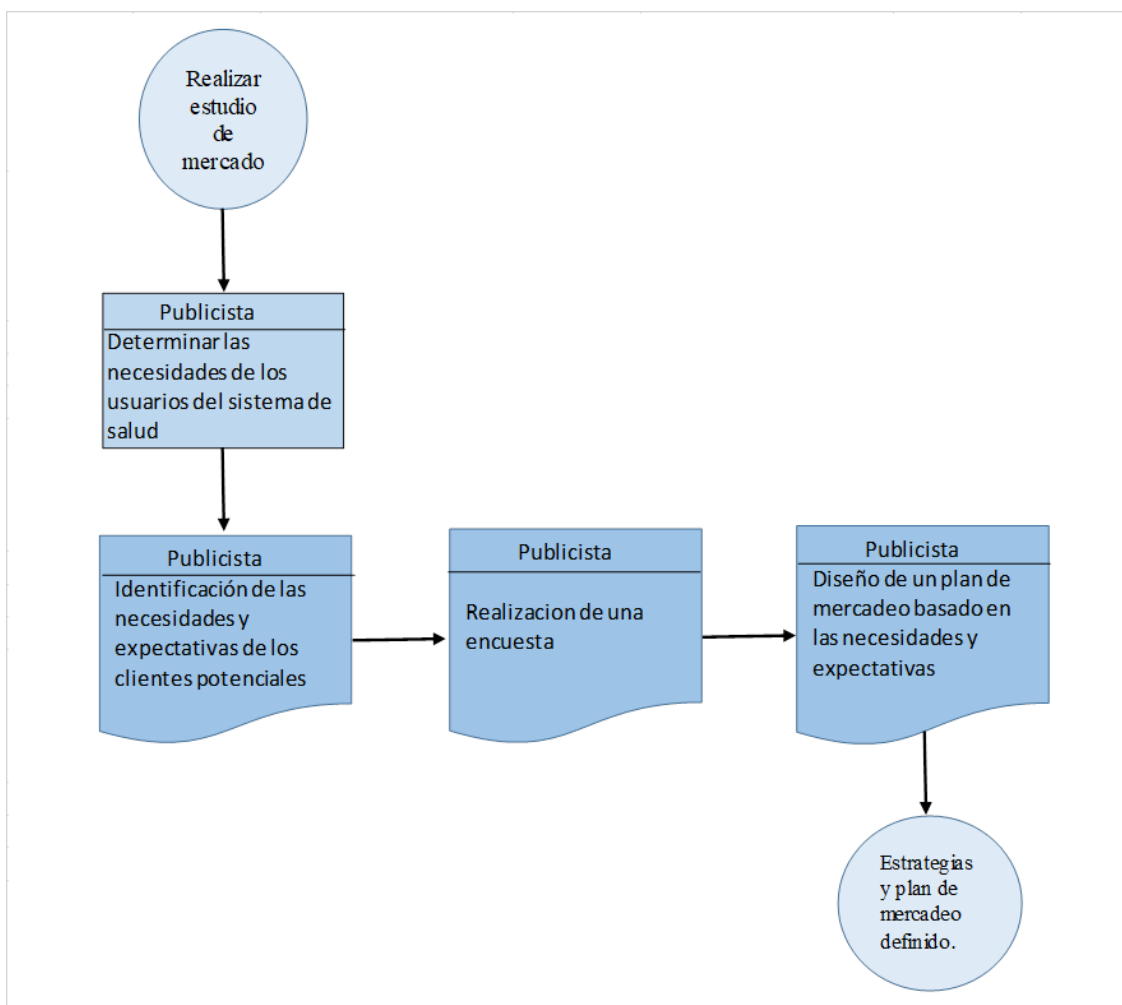 Realizar
estudio
de
mercado
Publicista
Determinar las
necesidades de los
usuarios del sistema de
salud
Publicista
Identificación de las
necesidades y
expectativas de los
clientes potenciales
Publicista
Realizacion de una
encuesta
Publicista
Diseño de un plan de
mercadeo basado en
las necesidades y
expectativas
Estrategias
y plan de
mercadeo
definido.